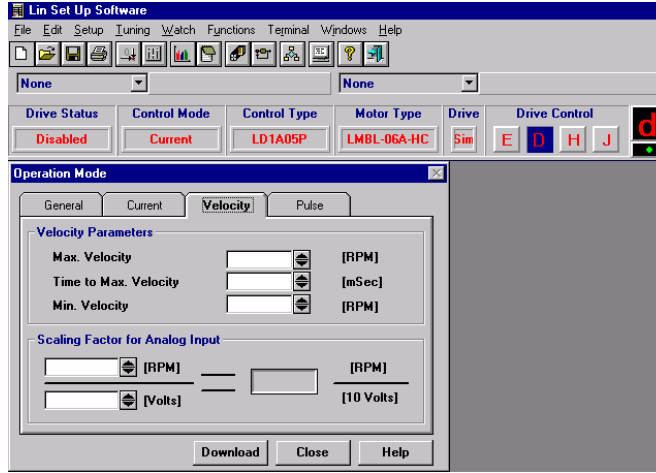 Lin Set Up Software
File Edit Setup Tuning Watch Functions Terminal Windows Help
None None
Drive Status Control Mode Control Type Motor Type Drive Drive Control
Disabled Current LD1A05P LMBL-06A-HC Sim E D H J d
Operation Mode
General Current Velocity Pulse
Velocity Parameters
Max. Velocity [RPM]
Time to Max. Velocity [mSec]
Min. Velocity [RPM]
Scaling Factor for Analog Input
[RPM] [RPM]
[Volts] [10 Volts]
Download Close Help